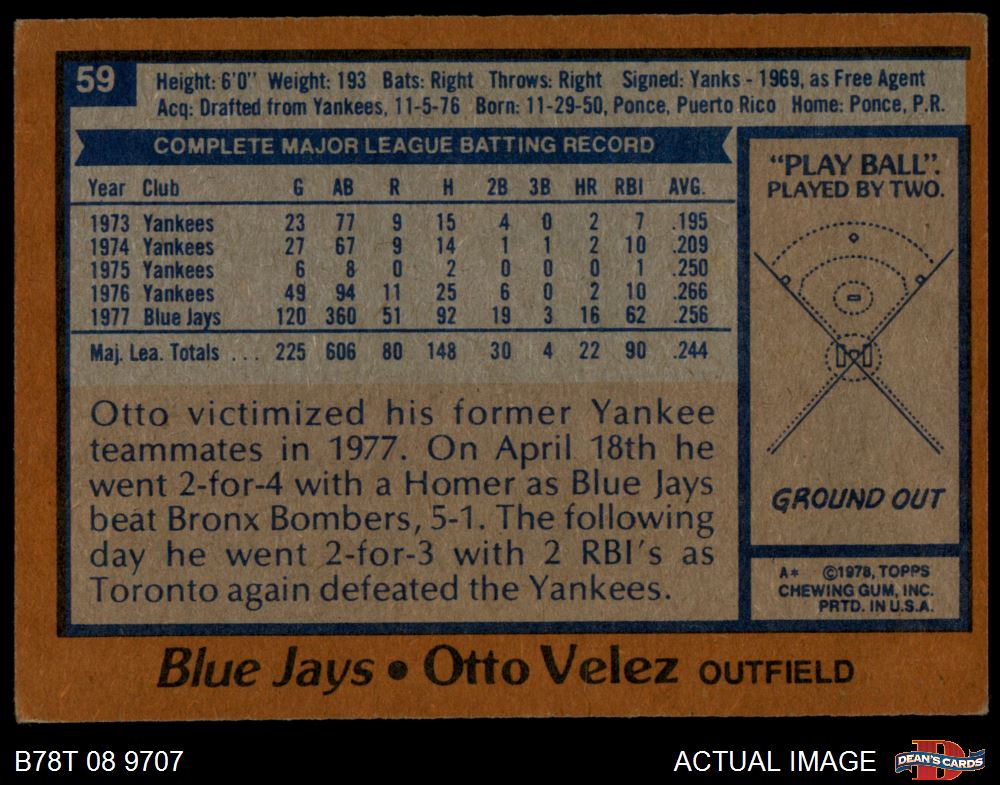 59
Height: 6'0" Weight: 193 Bats: Right Throws: Right Signed: Yanks - 1969, as Free Agent
Acq: Drafted from Yankees, 11-5-76 Born: 11-29-50, Ponce, Puerto Rico Home: Ponce, P.R.
COMPLETE MAJOR LEAGUE BATTING RECORD
Year Club G AB R H 2B 3B HR RBI AVG.
1973 Yankees 23 77 9 15 4 0 2 7 .195
1974 Yankees 27 67 9 14 1 1 2 10 .209
1975 Yankees 6 8 0 2 0 0 0 1 .250
1976 Yankees 49 94 11 25 6 0 2 10 .266
1977 Blue Jays 120 360 51 92 19 3 16 62 .256
Maj. Lea. Totals ... 225 606 80 148 30 4 22 90 .244
Otto victimized his former Yankee
teammates in 1977. On April 18th he
went 2-for-4 with a Homer as Blue Jays
beat Bronx Bombers, 5-1. The following
day he went 2-for-3 with 2 RBI's as
Toronto again defeated the Yankees.
"PLAY BALL".
PLAYED BY TWO.
GROUND OUT
A* ©1978, TOPPS
CHEWING GUM, INC.
PRTD. IN U.S.A.
Blue Jays • Otto Velez OUTFIELD
B78T 08 9707
ACTUAL IMAGE
DEAN'S CARDS